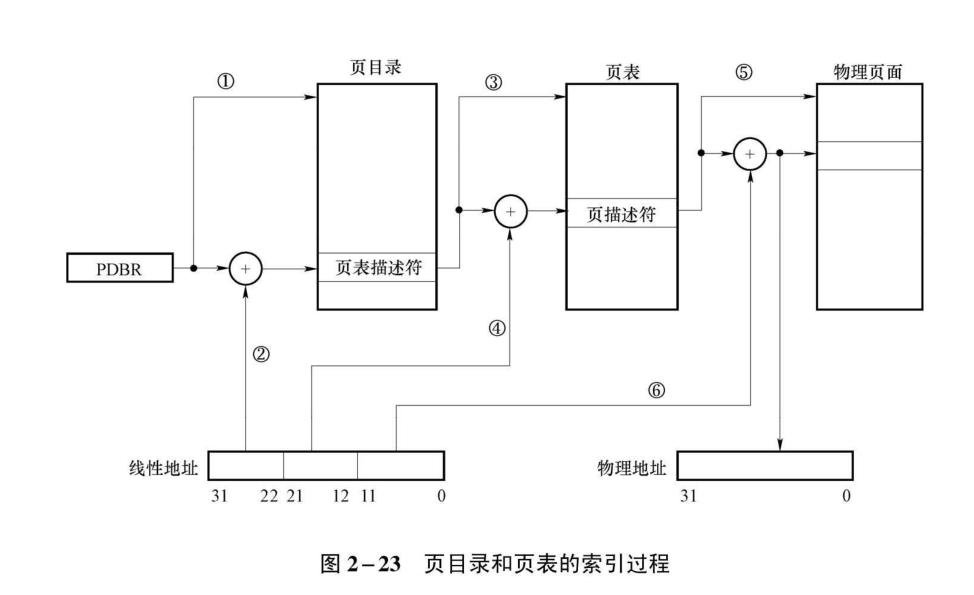 ① 页目录 ③ 页表 ⑤ 物理页面
页描述符
PDBR 页表描述符
② ④ ⑥
线性地址 物理地址
31 22 21 12 11 0 31 0
图 2-23 页目录和页表的索引过程